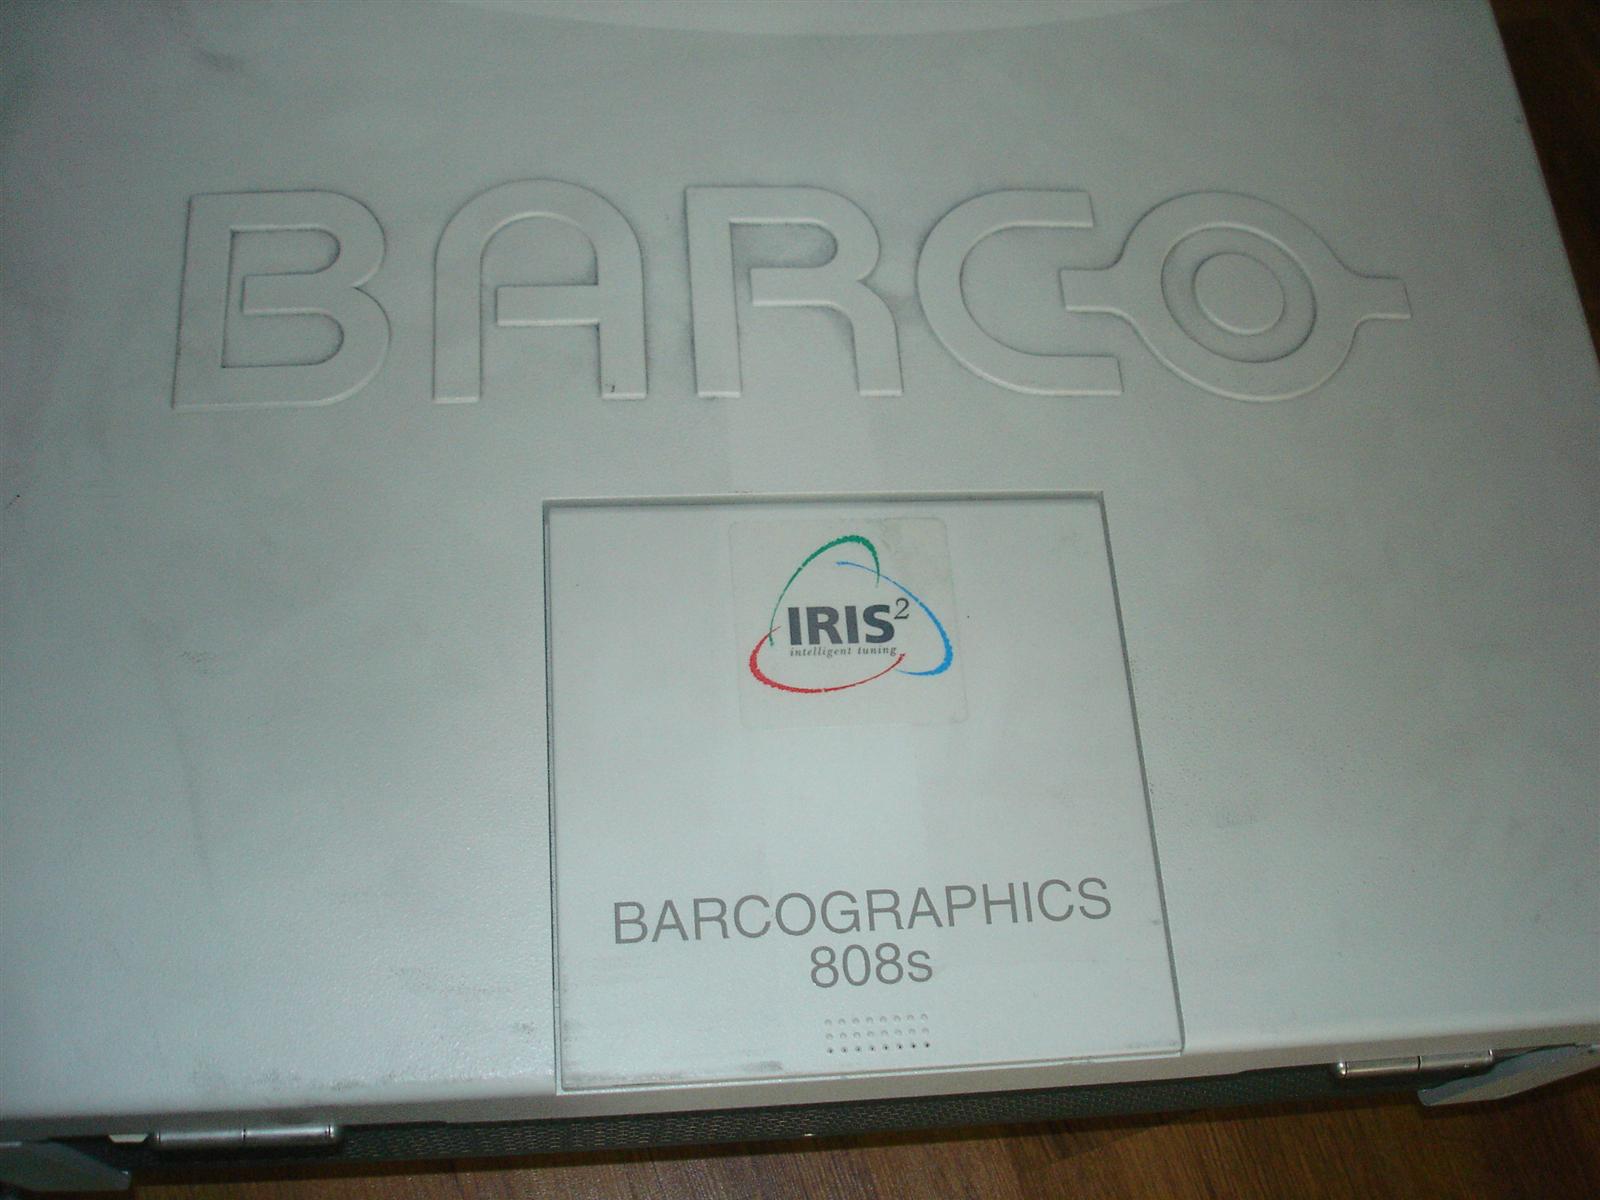 BARCO
IRIS²
intelligent tuning
BARCOGRAPHICS
808s